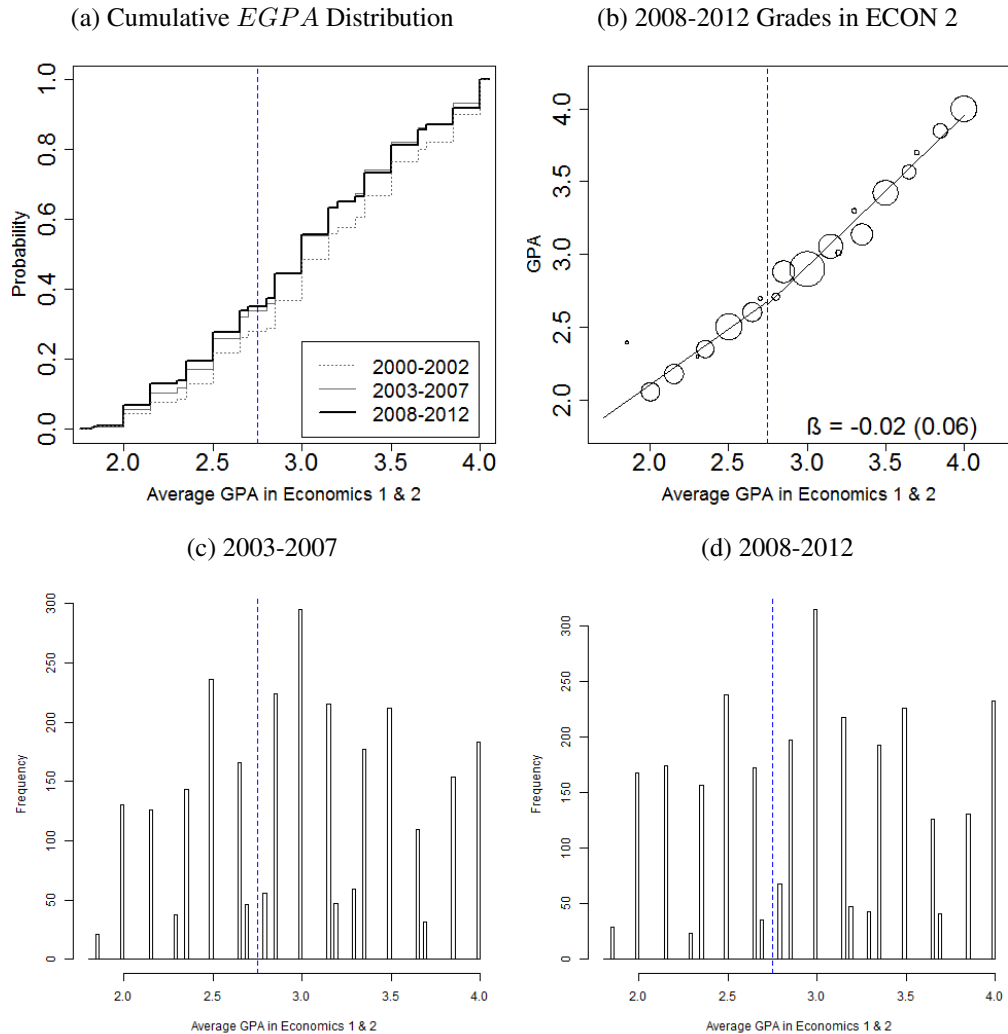 (a) Cumulative EGPA Distribution
Probability
1.0
0.8
0.6
0.4
0.2
0.0
2000-2002
2003-2007
2008-2012
2.0 2.5 3.0 3.5 4.0
Average GPA in Economics 1 & 2
(b) 2008-2012 Grades in ECON 2
GPA
4.0
3.5
3.0
2.5
2.0
ß = -0.02 (0.06)
2.0 2.5 3.0 3.5 4.0
Average GPA in Economics 1 & 2
(c) 2003-2007
Frequency
300
250
200
150
100
50
0
2.0 2.5 3.0 3.5 4.0
Average GPA in Economics 1 & 2
(d) 2008-2012
Frequency
300
250
200
150
100
50
0
2.0 2.5 3.0 3.5 4.0
Average GPA in Economics 1 & 2